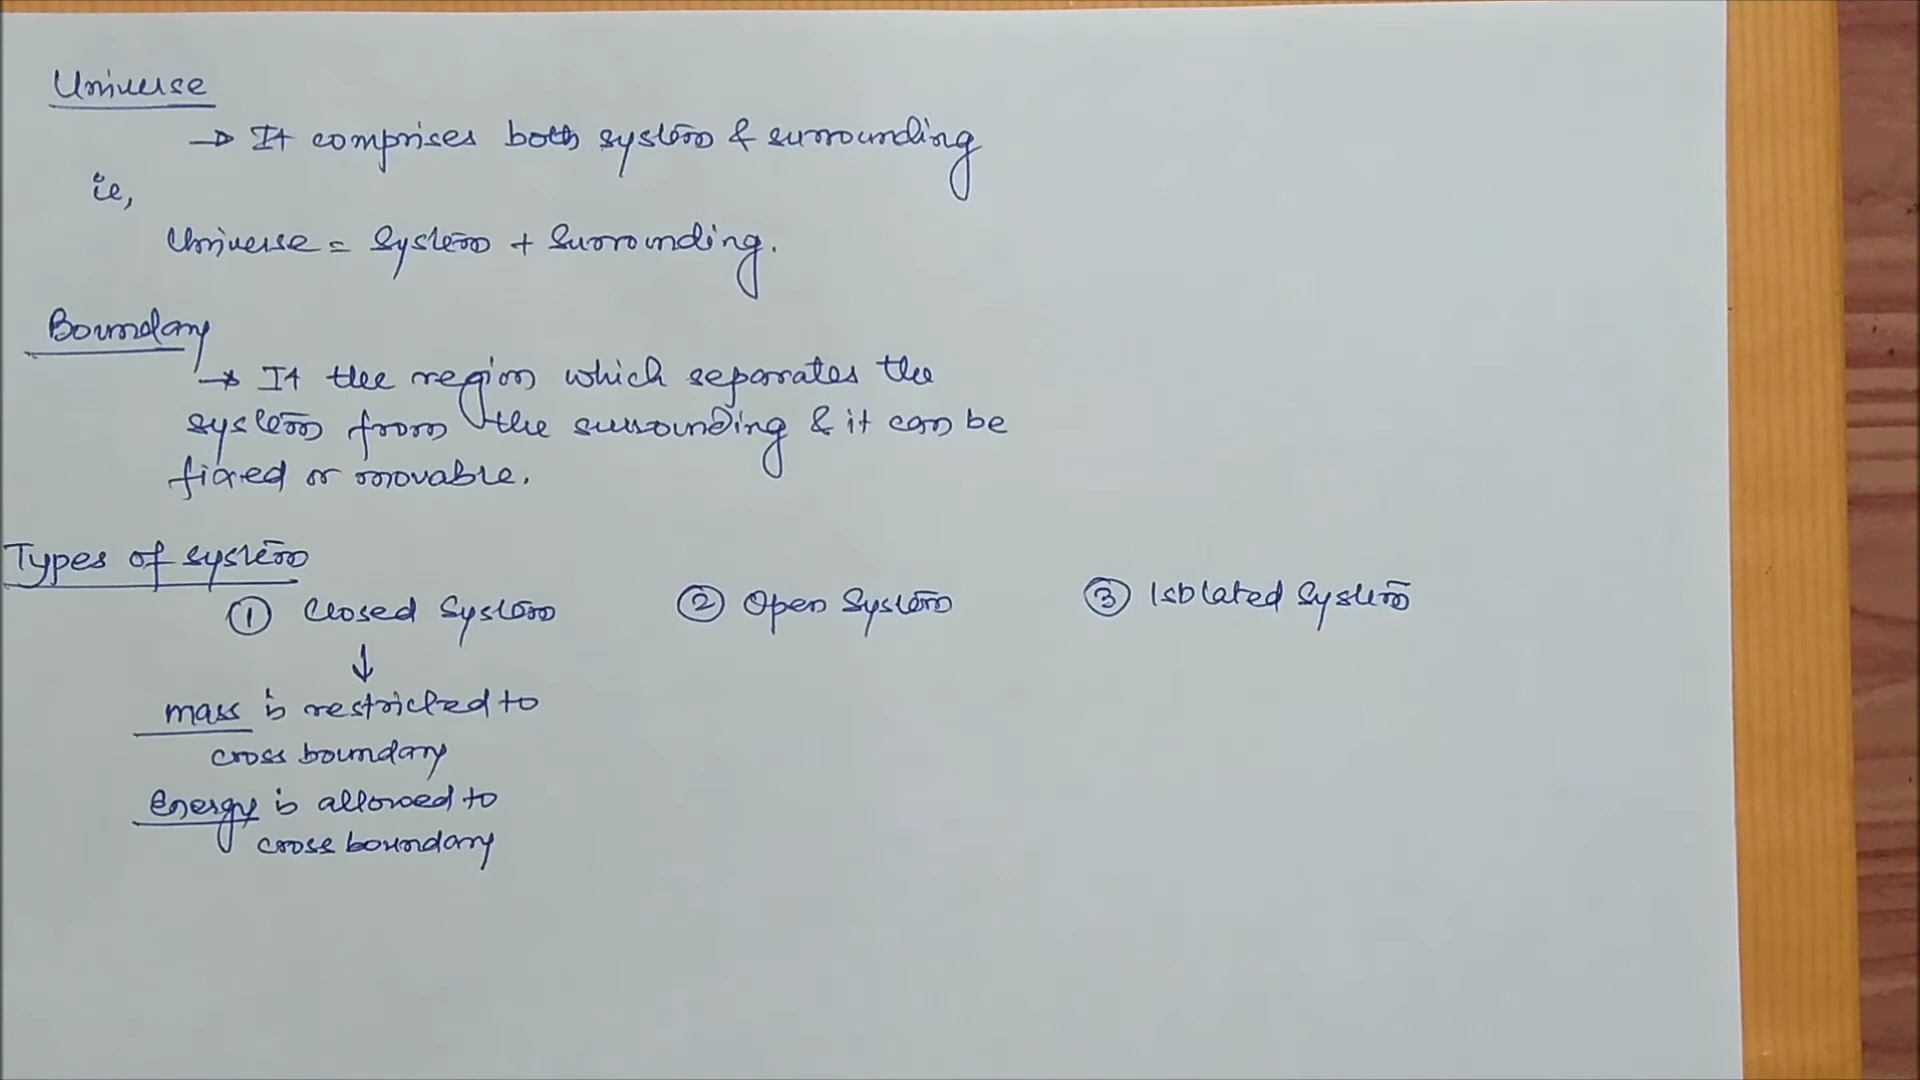 Universe
→ It comprises both system & surrounding
ie,
Universe = System + Surrounding.
Boundary
→ It the region which separates the
system from the surrounding & it can be
fixed or movable.
Types of system
① Closed System ② Open System ③ Isolated System
↓
mass is restricted to
cross boundary
Energy is allowed to
cross boundary